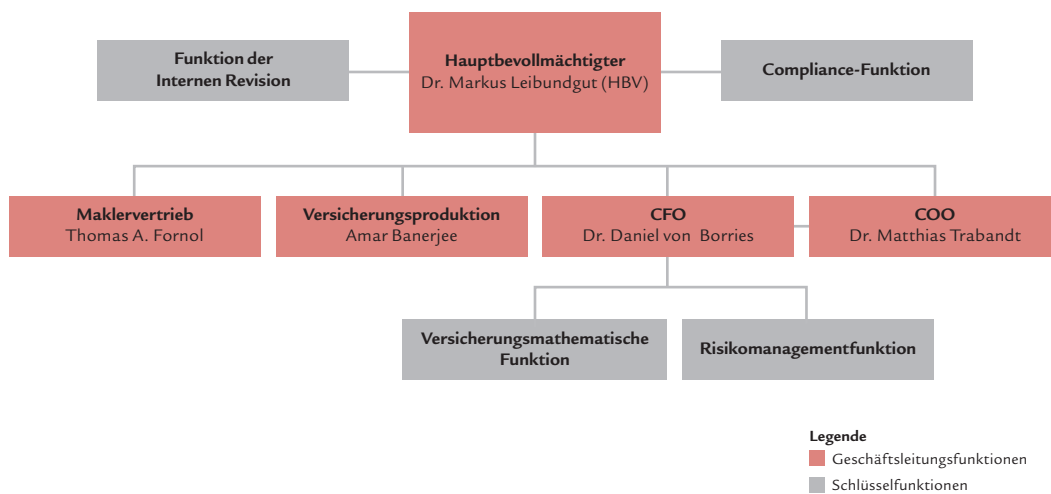 Funktion der
Internen Revision
Hauptbevollmächtigter
Dr. Markus Leibundgut (HBV)
Compliance-Funktion
Maklervertrieb
Thomas A. Fornol
Versicherungsproduktion
Amar Banerjee
CFO
Dr. Daniel von Borries
COO
Dr. Matthias Trabandt
Versicherungsmathematische
Funktion
Risikomanagementfunktion
Legende
Geschäftsleitungsfunktionen
Schlüsselfunktionen